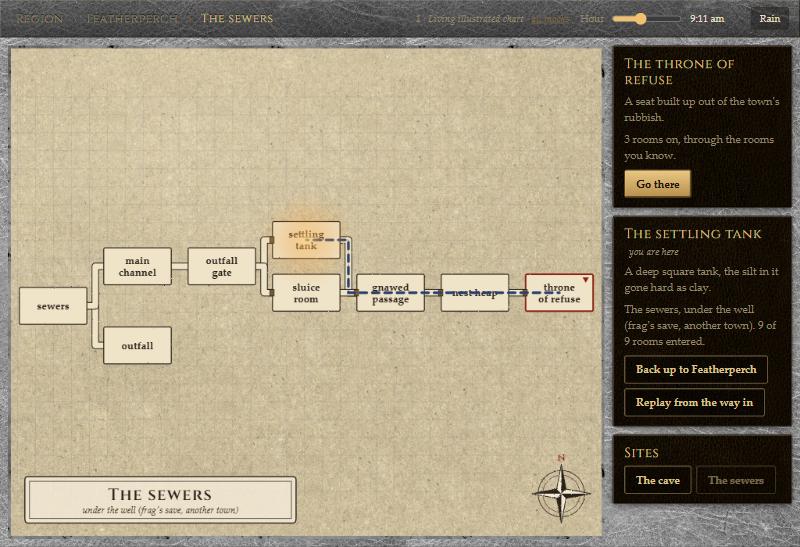 Region
Featherperch
The Sewers
1 · Living illustrated chart · all mocks
Hour
9:11 am
Rain
settling
tank
main
channel
outfall
gate
sluice
room
gnawed
passage
nest heap
throne
of refuse
sewers
outfall
N
The Sewers
under the well (frag's save, another town)
The throne of
refuse
A seat built up out of the town's
rubbish.
3 rooms on, through the rooms
you know.
Go there
The settling tank
you are here
A deep square tank, the silt in it
gone hard as clay.
The sewers, under the well
(frag's save, another town). 9 of
9 rooms entered.
Back up to Featherperch
Replay from the way in
Sites
The cave
The sewers